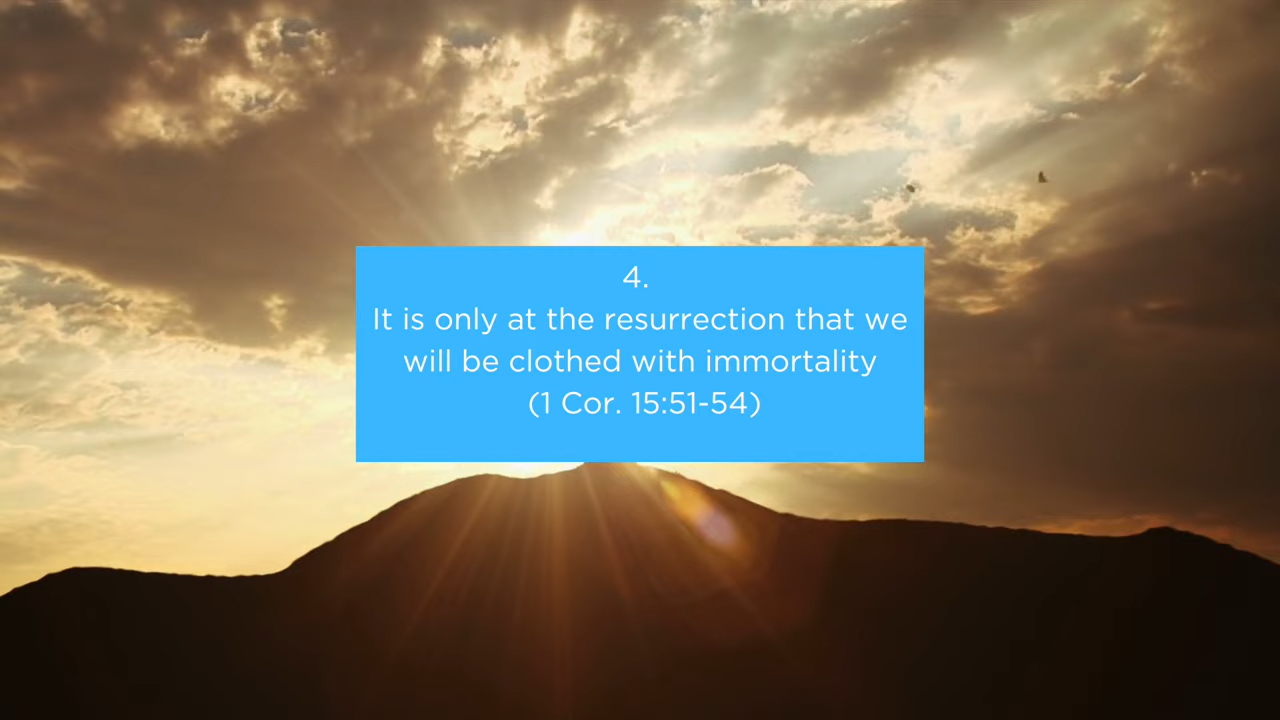 4.
It is only at the resurrection that we
will be clothed with immortality
(1 Cor. 15:51-54)